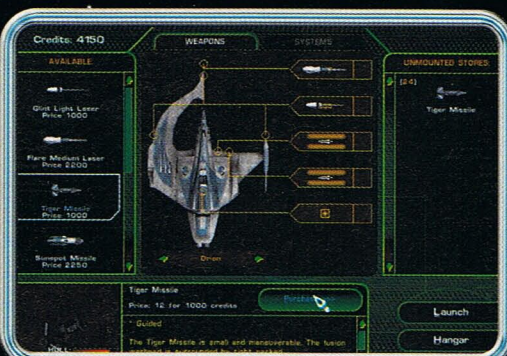 Credits: 4150
WEAPONS
SYSTEMS
AVAILABLE
UNMOUNTED STORES
Glint Light Laser
Price 1000
Flare Medium Laser
Price 2200
Tiger Missile
Price 1000
Sunspot Missile
Price 2250
(24)
Tiger Missile
Orion
Tiger Missile
Price: 12 for 1000 credits
Purchase
* Guided
The Tiger Missile is small and maneuverable. The fusion
Launch
Hangar